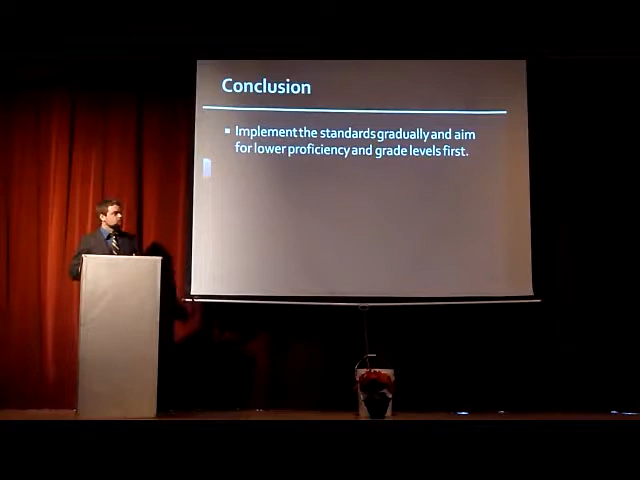 Conclusion
▪ Implement the standards gradually and aim
for lower proficiency and grade levels first.